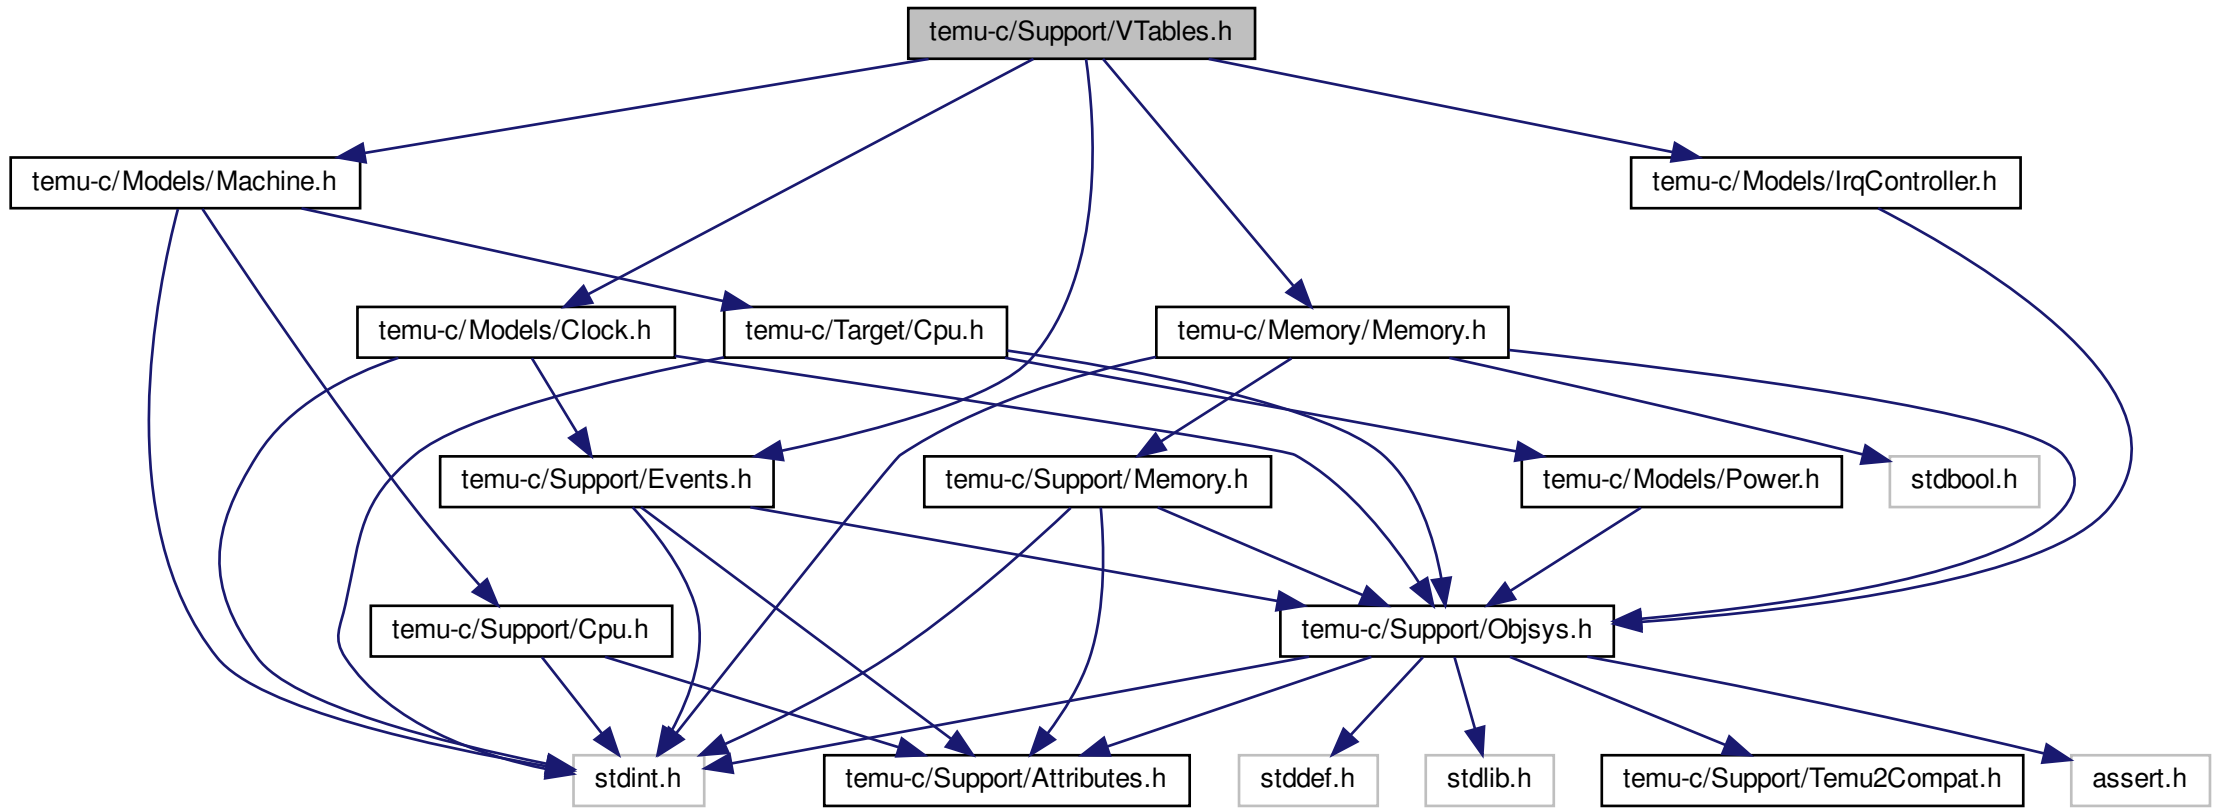 temu-c/Support/VTables.h
temu-c/Models/Machine.h
temu-c/Models/IrqController.h
temu-c/Models/Clock.h
temu-c/Target/Cpu.h
temu-c/Memory/Memory.h
temu-c/Support/Events.h
temu-c/Support/Memory.h
temu-c/Models/Power.h
stdbool.h
temu-c/Support/Cpu.h
temu-c/Support/Objsys.h
stdint.h
temu-c/Support/Attributes.h
stddef.h
stdlib.h
temu-c/Support/Temu2Compat.h
assert.h